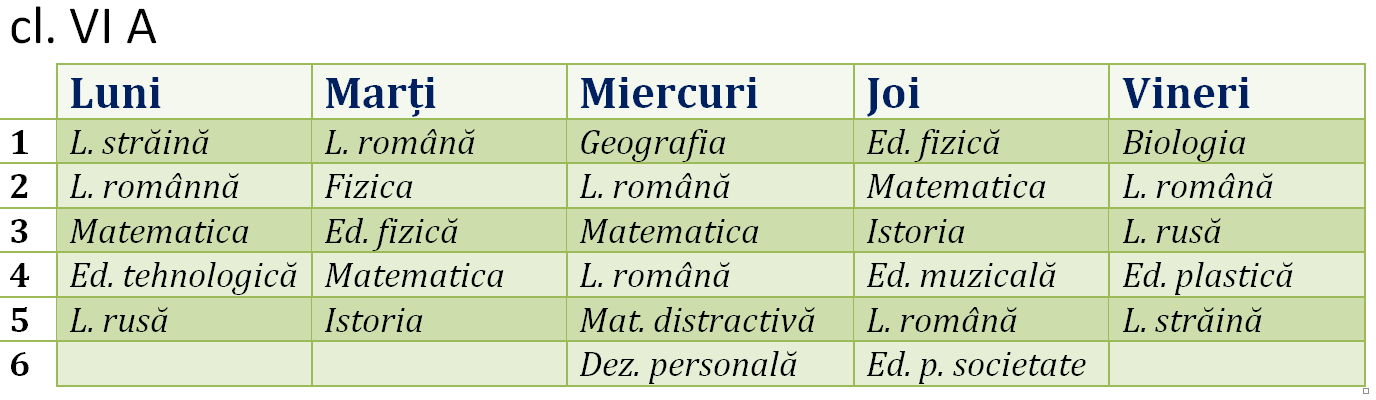 cl. VI A
Luni Marți Miercuri Joi Vineri
1 L. străină L. română Geografia Ed. fizică Biologia
2 L. românnă Fizica L. română Matematica L. română
3 Matematica Ed. fizică Matematica Istoria L. rusă
4 Ed. tehnologică Matematica L. română Ed. muzicală Ed. plastică
5 L. rusă Istoria Mat. distractivă L. română L. străină
6 Dez. personală Ed. p. societate